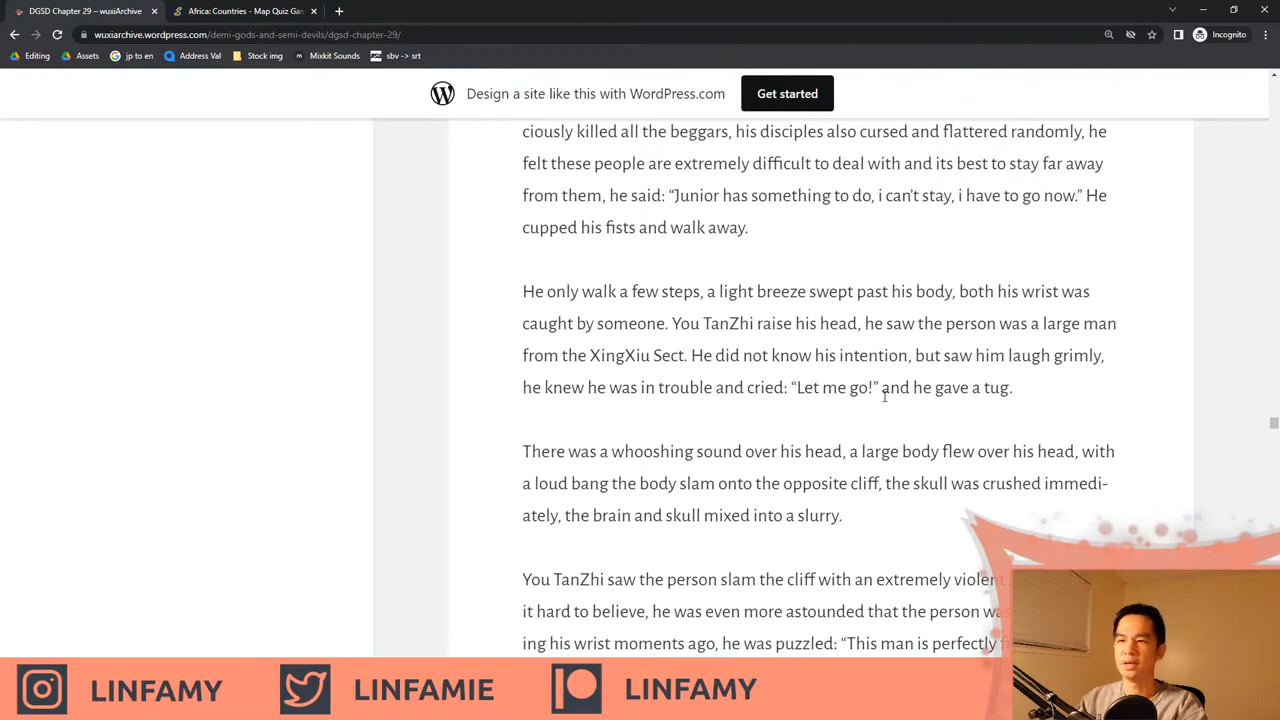 DGSD Chapter 29 – wuxiArchive
Africa: Countries - Map Quiz Gam
wuxiarchive.wordpress.com/demi-gods-and-semi-devils/dgsd-chapter-29/
Incognito
Editing
Assets
jp to en
Address Val
Stock img
Mixkit Sounds
sbv -> srt
Design a site like this with WordPress.com
Get started
ciously killed all the beggars, his disciples also cursed and flattered randomly, he
felt these people are extremely difficult to deal with and its best to stay far away
from them, he said: “Junior has something to do, i can’t stay, i have to go now.” He
cupped his fists and walk away.
He only walk a few steps, a light breeze swept past his body, both his wrist was
caught by someone. You TanZhi raise his head, he saw the person was a large man
from the XingXiu Sect. He did not know his intention, but saw him laugh grimly,
he knew he was in trouble and cried: “Let me go!” and he gave a tug.
There was a whooshing sound over his head, a large body flew over his head, with
a loud bang the body slam onto the opposite cliff, the skull was crushed immedi-
ately, the brain and skull mixed into a slurry.
You TanZhi saw the person slam the cliff with an extremely violent
it hard to believe, he was even more astounded that the person was
ing his wrist moments ago, he was puzzled: “This man is perfectly
LINFAMY
LINFAMIE
LINFAMY